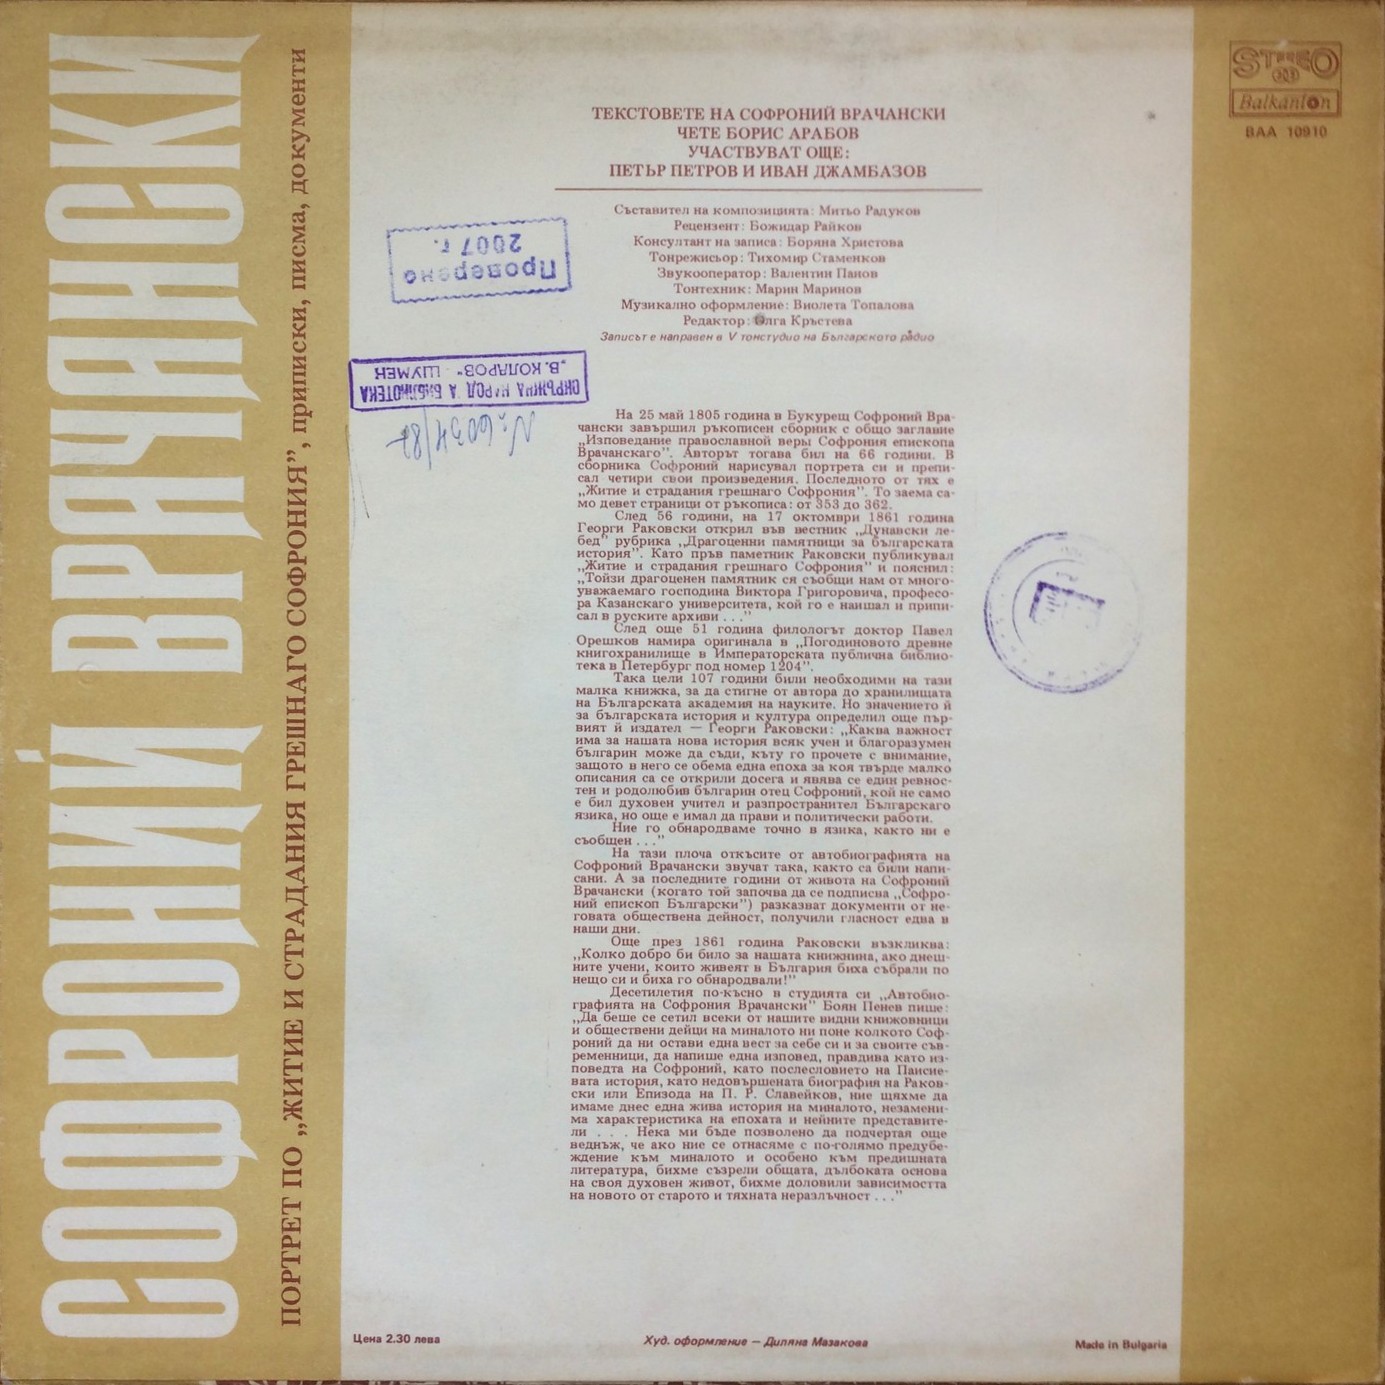 СОФРОНИЙ ВРАЧАНСКИ
ПОРТРЕТ ПО „ЖИТИЕ И СТРАДАНИЯ ГРЕШНАГО СОФРОНИЯ”, приписки, писма, документи
STEREO
Balkanton
ВАА 10910
ТЕКСТОВЕТЕ НА СОФРОНИЙ ВРАЧАНСКИ
ЧЕТЕ БОРИС АРАБОВ
УЧАСТВУВАТ ОЩЕ:
ПЕТЪР ПЕТРОВ И ИВАН ДЖАМБАЗОВ
Съставител на композицията: Митьо Радуков
Рецензент: Божидар Райков
Консултант на записа: Боряна Христова
Тонрежисьор: Тихомир Стаменков
Звукооператор: Валентин Панов
Тонтехник: Марин Маринов
Музикално оформление: Виолета Топалова
Редактор: Олга Кръстева
Записът е направен в V тонстудио на Българското радио
Проверено
2007 г.
ОКРЪЖНА НАРОДНА БИБЛИОТЕКА
„В. КОЛАРОВ” ШУМЕН
На 25 май 1805 година в Букурещ Софроний Вра-
чански завършил ръкописен сборник с общо заглавие
„Изповедание православной веры Софрония епископа
Врачанскаго”. Авторът тогава бил на 66 години. В
сборника Софроний нарисувал портрета си и препи-
сал четири свои произведения. Последното от тях е
„Житие и страдания грешнаго Софрония”. То заема са-
мо девет страници от ръкописа: от 353 до 362.
След 56 години, на 17 октомври 1861 година
Георги Раковски открил във вестник „Дунавски ле-
бед” рубрика „Драгоценни памятници за българската
история”. Като пръв паметник Раковски публикувал
„Житие и страдания грешнаго Софрония” и пояснил:
„Тойзи драгоценен памятник ся съобщи нам от много-
уважаемаго господина Виктора Григоровича, професо-
ра Казанскаго университета, кой го е наишал и припи-
сал в руските архиви . . .”
След още 51 година филологът доктор Павел
Орешков намира оригинала в „Погодиновото древне
книгохранилище в Императорската публична библио-
тека в Петербург под номер 1204”.
Така цели 107 години били необходими на тази
малка книжка, за да стигне от автора до хранилищата
на Българската академия на науките. Но значението ѝ
за българската история и култура определил още пър-
вият ѝ издател — Георги Раковски: „Каква важност
има за нашата нова история всяк учен и благоразумен
българин може да съди, къту го прочете с внимание,
защото в него се обема една епоха за коя твърде малко
описания са се открили досега и явява се един ревнос-
тен и родолюбив българин отец Софроний, кой не само
е бил духовен учител и разпространител Българскаго
язика, но още е имал да прави и политически работи.
Ние го обнародваме точно в язика, както ни е
съобщен . . .”
На тази плоча откъсите от автобиографията на
Софроний Врачански звучат така, както са били напи-
сани. А за последните години от живота на Софроний
Врачански (когато той започва да се подписва „Софро-
ний епископ Български”) разказват документи от не-
говата обществена дейност, получили гласност едва в
наши дни.
Още през 1861 година Раковски възкликва:
„Колко добро би било за нашата книжнина, ако днеш-
ните учени, които живеят в България биха събрали по
нещо си и биха го обнародвали!”
Десетилетия по-късно в студията си „Автобио-
графията на Софрония Врачански” Боян Пенев пише:
„Да беше се сетил всеки от нашите видни книжовници
и обществени дейци на миналото ни поне колкото Соф-
роний да ни остави една вест за себе си и за своите съв-
ременници, да напише една изповед, правдива като из-
поведта на Софроний, като послесловието на Паисие-
вата история, като недовършената биография на Раков-
ски или Епизода на П. Р. Славейков, ние щяхме да
имаме днес една жива история на миналото, незамени-
ма характеристика на епохата и нейните представите-
ли . . . Нека ми бъде позволено да подчертая още
веднъж, че ако ние се отнасяме с по-голямо предубе-
ждение към миналото и особено към предишната
литература, бихме съзрели общата, дълбоката основа
на своя духовен живот, бихме доловили зависимостта
на новото от старото и тяхната неразлъчност . . .”
Цена 2.30 лева
Худ. оформление — Диляна Мазакова
Made in Bulgaria